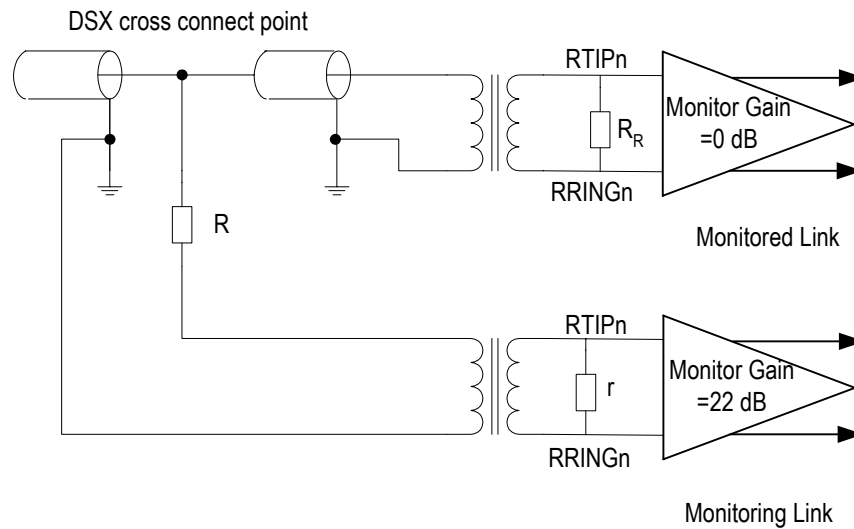 DSX cross connect point
RTIPn
Monitor Gain
=0 dB
RR
RRINGn
R
Monitored Link
RTIPn
Monitor Gain
=22 dB
r
RRINGn
Monitoring Link